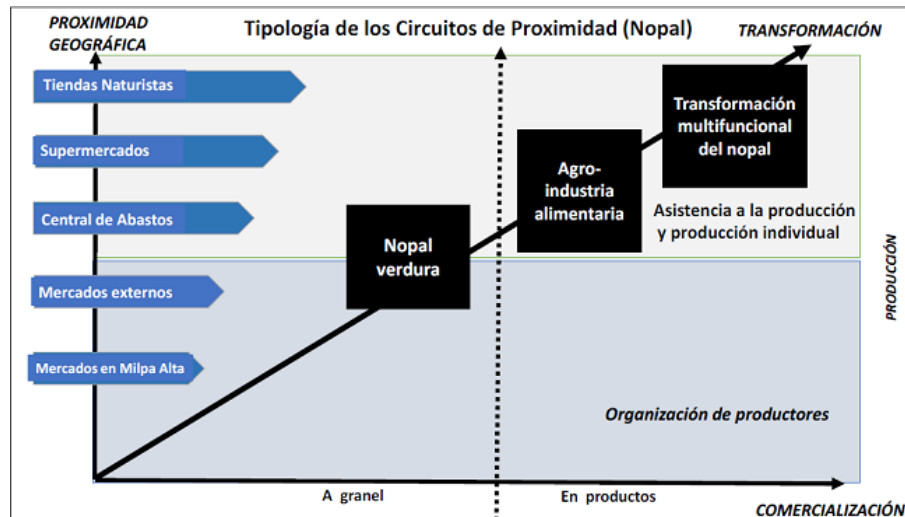 PROXIMIDAD
GEOGRÁFICA
Tipología de los Circuitos de Proximidad (Nopal)
TRANSFORMACIÓN
Tiendas Naturistas
Supermercados
Central de Abastos
Mercados externos
Mercados en Milpa Alta
Nopal
verdura
Agro-
industria
alimentaria
Transformación
multifuncional
del nopal
Asistencia a la producción
y producción individual
PRODUCCIÓN
Organización de productores
A granel
En productos
COMERCIALIZACIÓN